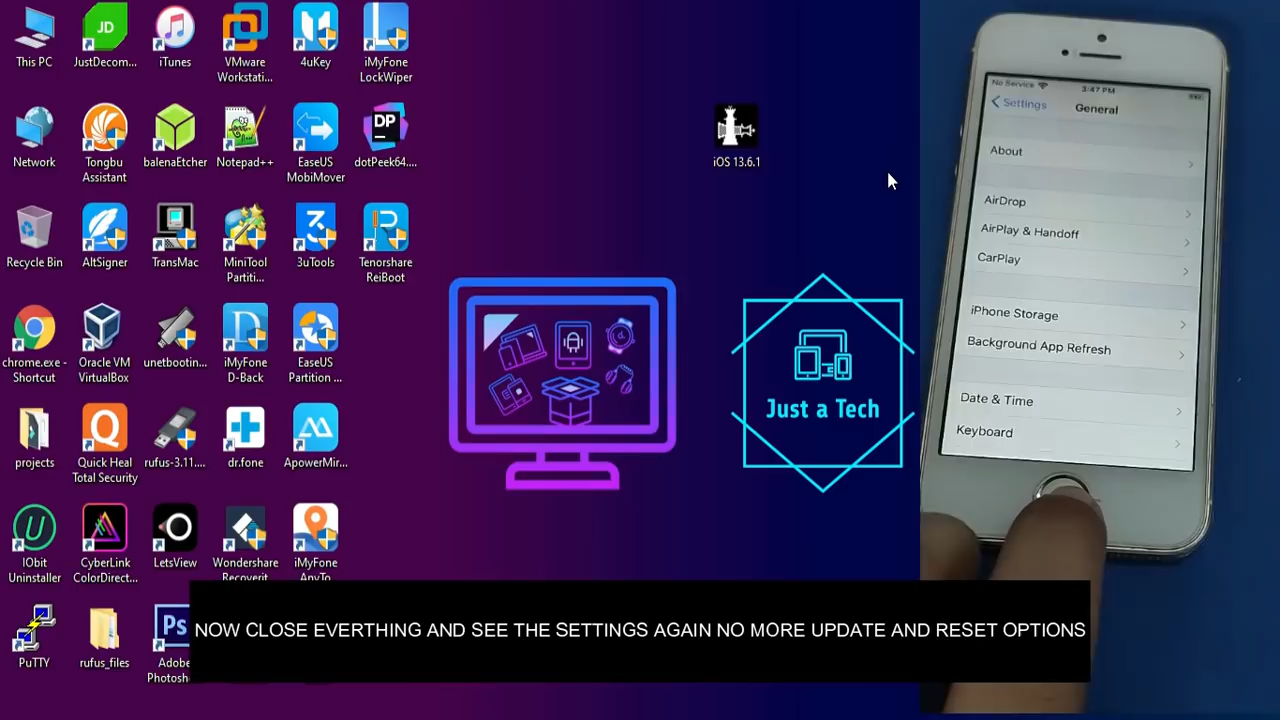 This PC
JustDecom...
iTunes
VMware
Workstati...
4uKey
iMyFone
LockWiper
Network
Tongbu
Assistant
balenaEtcher
Notepad++
EaseUS
MobiMover
DP
dotPeek64....
Recycle Bin
AltSigner
TransMac
MiniTool
Partiti...
3uTools
Tenorshare
ReiBoot
chrome.exe -
Shortcut
Oracle VM
VirtualBox
unetbootin...
iMyFone
D-Back
EaseUS
Partition ...
projects
Quick Heal
Total Security
rufus-3.11....
dr.fone
ApowerMir...
IObit
Uninstaller
CyberLink
ColorDirect...
LetsView
Wondershare
Recoverit
iMyFone
AnyTo
PuTTY
rufus_files
Ps
Adobe
Photosh...
JD
iOS 13.6.1
Just a Tech
No Service
3:47 PM
Settings
General
About
AirDrop
AirPlay & Handoff
CarPlay
iPhone Storage
Background App Refresh
Date & Time
Keyboard
NOW CLOSE EVERTHING AND SEE THE SETTINGS AGAIN NO MORE UPDATE AND RESET OPTIONS